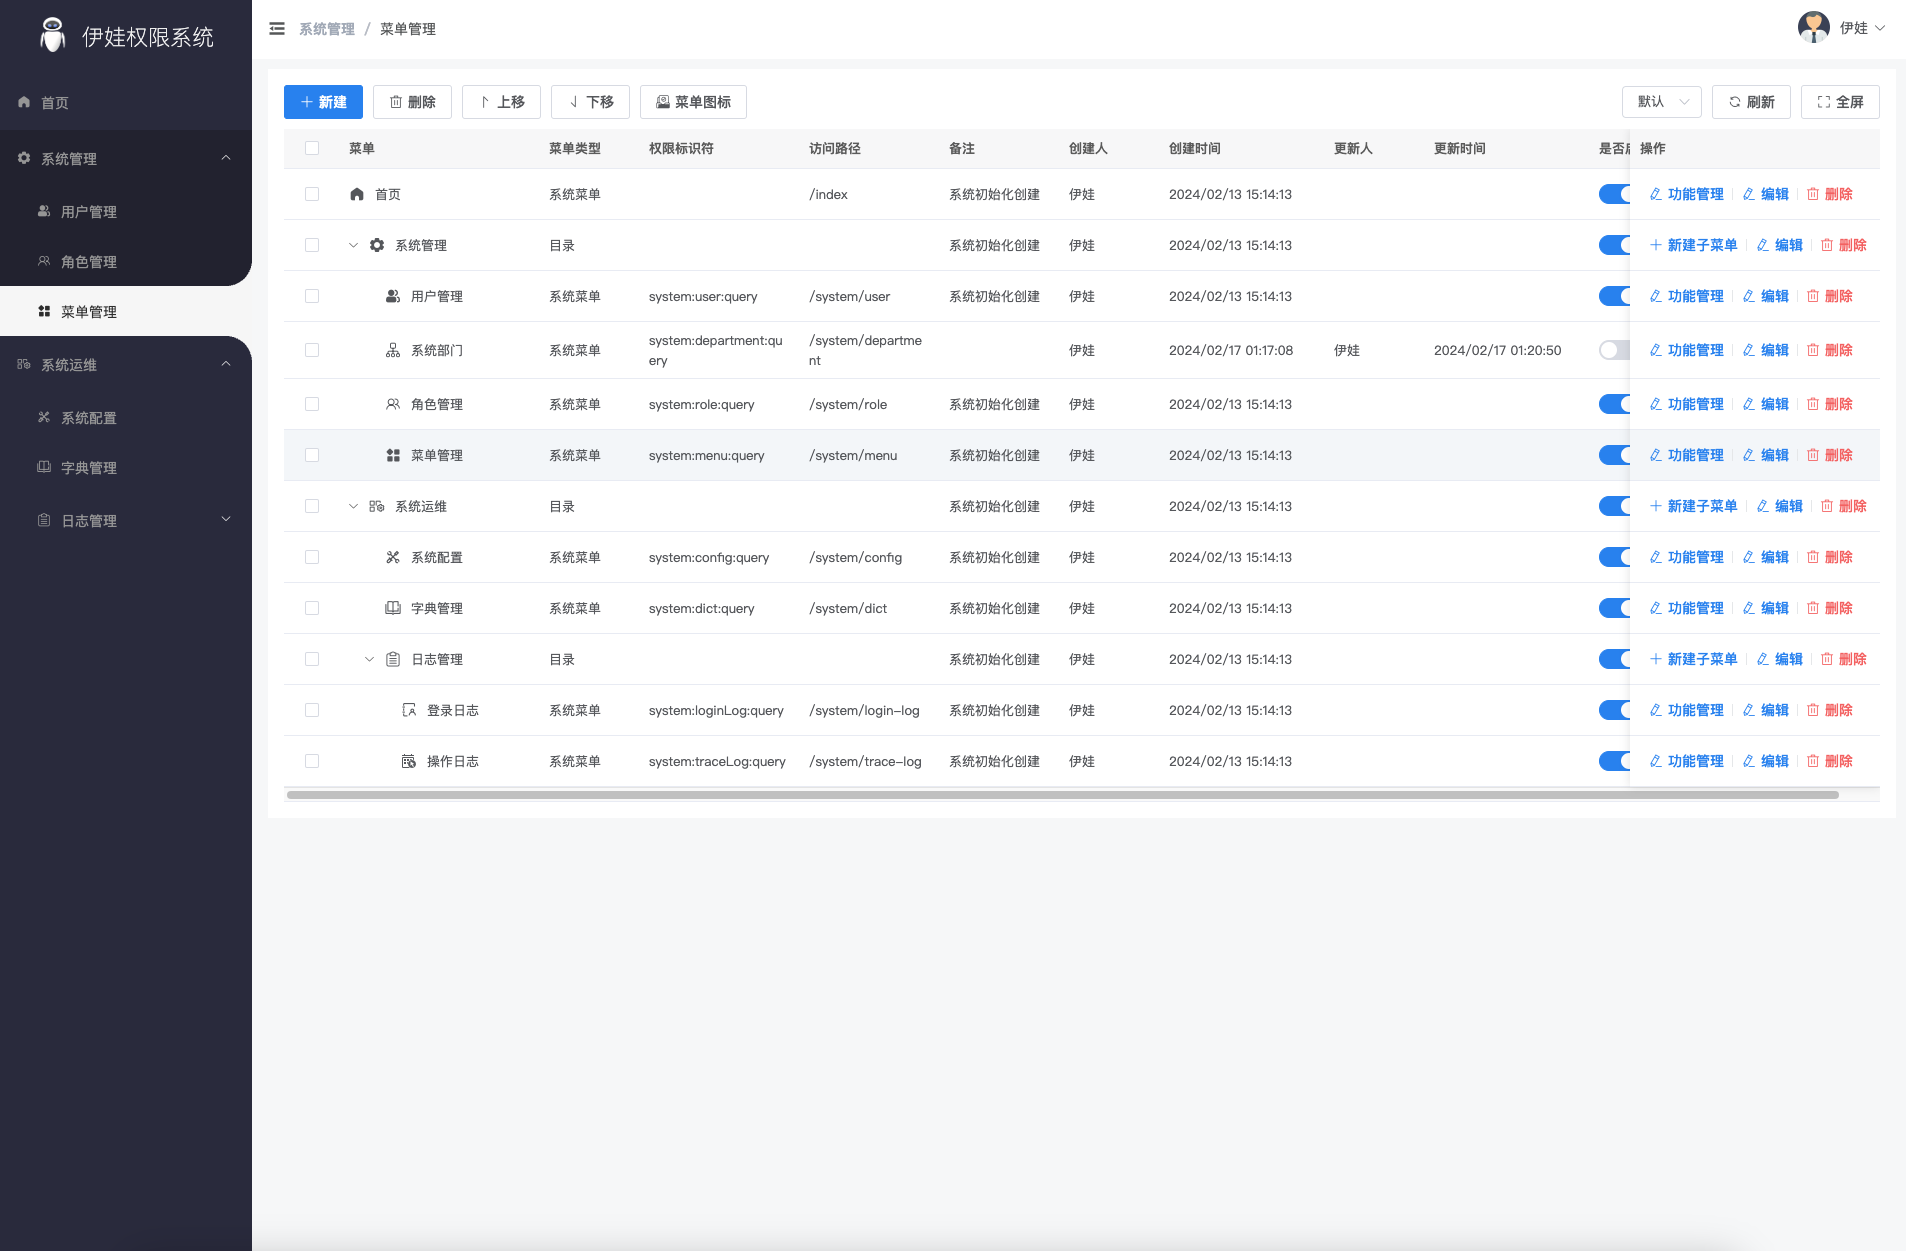 伊娃权限系统
首页
系统管理
用户管理
角色管理
菜单管理
系统运维
系统配置
字典管理
日志管理
系统管理 / 菜单管理
伊娃
新建 删除 上移 下移 菜单图标 默认 刷新 全屏
菜单 菜单类型 权限标识符 访问路径 备注 创建人 创建时间 更新人 更新时间 是否 操作
首页 系统菜单 /index 系统初始化创建 伊娃 2024/02/13 15:14:13 功能管理 编辑 删除
系统管理 目录 系统初始化创建 伊娃 2024/02/13 15:14:13 新建子菜单 编辑 删除
用户管理 系统菜单 system:user:query /system/user 系统初始化创建 伊娃 2024/02/13 15:14:13 功能管理 编辑 删除
系统部门 系统菜单 system:department:qu /system/departme 伊娃 2024/02/17 01:17:08 伊娃 2024/02/17 01:20:50 功能管理 编辑 删除
ery nt
角色管理 系统菜单 system:role:query /system/role 系统初始化创建 伊娃 2024/02/13 15:14:13 功能管理 编辑 删除
菜单管理 系统菜单 system:menu:query /system/menu 系统初始化创建 伊娃 2024/02/13 15:14:13 功能管理 编辑 删除
系统运维 目录 系统初始化创建 伊娃 2024/02/13 15:14:13 新建子菜单 编辑 删除
系统配置 系统菜单 system:config:query /system/config 系统初始化创建 伊娃 2024/02/13 15:14:13 功能管理 编辑 删除
字典管理 系统菜单 system:dict:query /system/dict 系统初始化创建 伊娃 2024/02/13 15:14:13 功能管理 编辑 删除
日志管理 目录 系统初始化创建 伊娃 2024/02/13 15:14:13 新建子菜单 编辑 删除
登录日志 系统菜单 system:loginLog:query /system/login-log 系统初始化创建 伊娃 2024/02/13 15:14:13 功能管理 编辑 删除
操作日志 系统菜单 system:traceLog:query /system/trace-log 系统初始化创建 伊娃 2024/02/13 15:14:13 功能管理 编辑 删除